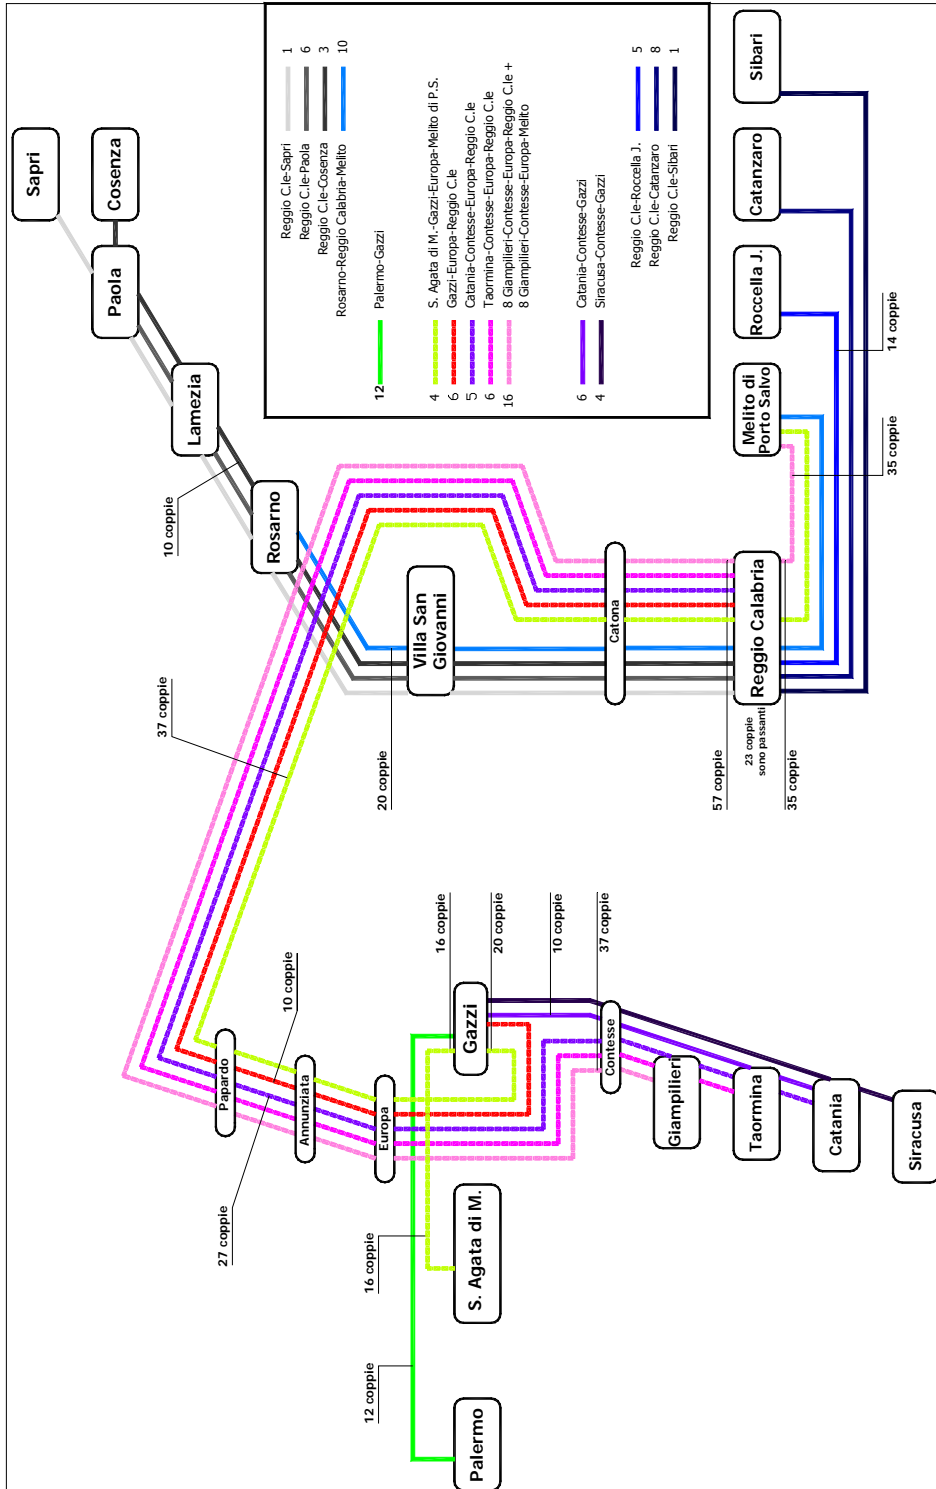 Sapri
Cosenza
Paola
Lamezia
Rosarno
10 coppie
37 coppie
20 coppie
Villa San
Giovanni
Catona
Reggio Calabria
23 coppie
sono passanti
57 coppie
35 coppie
Sibari
Catanzaro
Roccella J.
Melito di
Porto Salvo
14 coppie
35 coppie
Reggio C.le-Sapri 1
Reggio C.le-Paola 6
Reggio C.le-Cosenza 3
Rosarno-Reggio Calabria-Melito 10
12 Palermo-Gazzi
4 S. Agata di M.-Gazzi-Europa-Melito di P.S.
6 Gazzi-Europa-Reggio C.le
5 Catania-Contesse-Europa-Reggio C.le
6 Taormina-Contesse-Europa-Reggio C.le
16 8 Giampilieri-Contesse-Europa-Reggio C.le +
8 Giampilieri-Contesse-Europa-Melito
6 Catania-Contesse-Gazzi
4 Siracusa-Contesse-Gazzi
Reggio C.le-Roccella J. 5
Reggio C.le-Catanzaro 8
Reggio C.le-Sibari 1
Papardo
Annunziata
Europa
10 coppie
27 coppie
16 coppie
12 coppie
Palermo
S. Agata di M.
Gazzi
16 coppie
20 coppie
10 coppie
37 coppie
Contesse
Giampilieri
Taormina
Catania
Siracusa